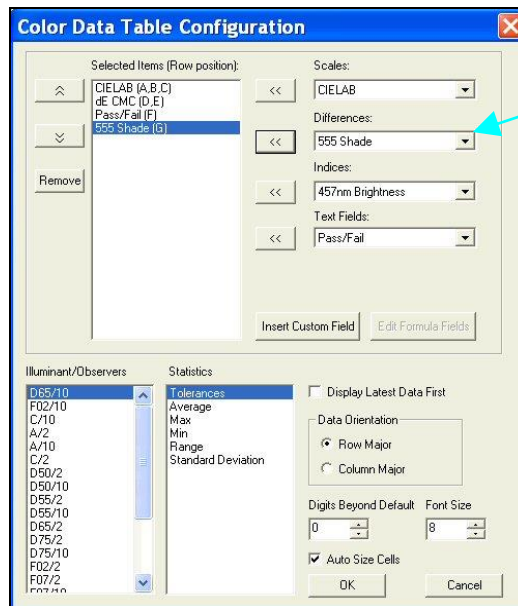 Color Data Table Configuration
Selected Items (Row position):
CIELAB (A,B,C)
dE CMC (D,E)
Pass/Fail (F)
555 Shade (G)
Remove
Scales:
<< CIELAB
Differences:
<< 555 Shade
Indices:
<< 457nm Brightness
Text Fields:
<< Pass/Fail
Insert Custom Field
Edit Formula Fields
Illuminant/Observers
D65/10
F02/10
C/10
A/2
A/10
C/2
D50/2
D50/10
D55/2
D55/10
D65/2
D75/2
D75/10
F02/2
F07/2
F07/10
Statistics
Tolerances
Average
Max
Min
Range
Standard Deviation
Display Latest Data First
Data Orientation
Row Major
Column Major
Digits Beyond Default Font Size
0 8
Auto Size Cells
OK Cancel